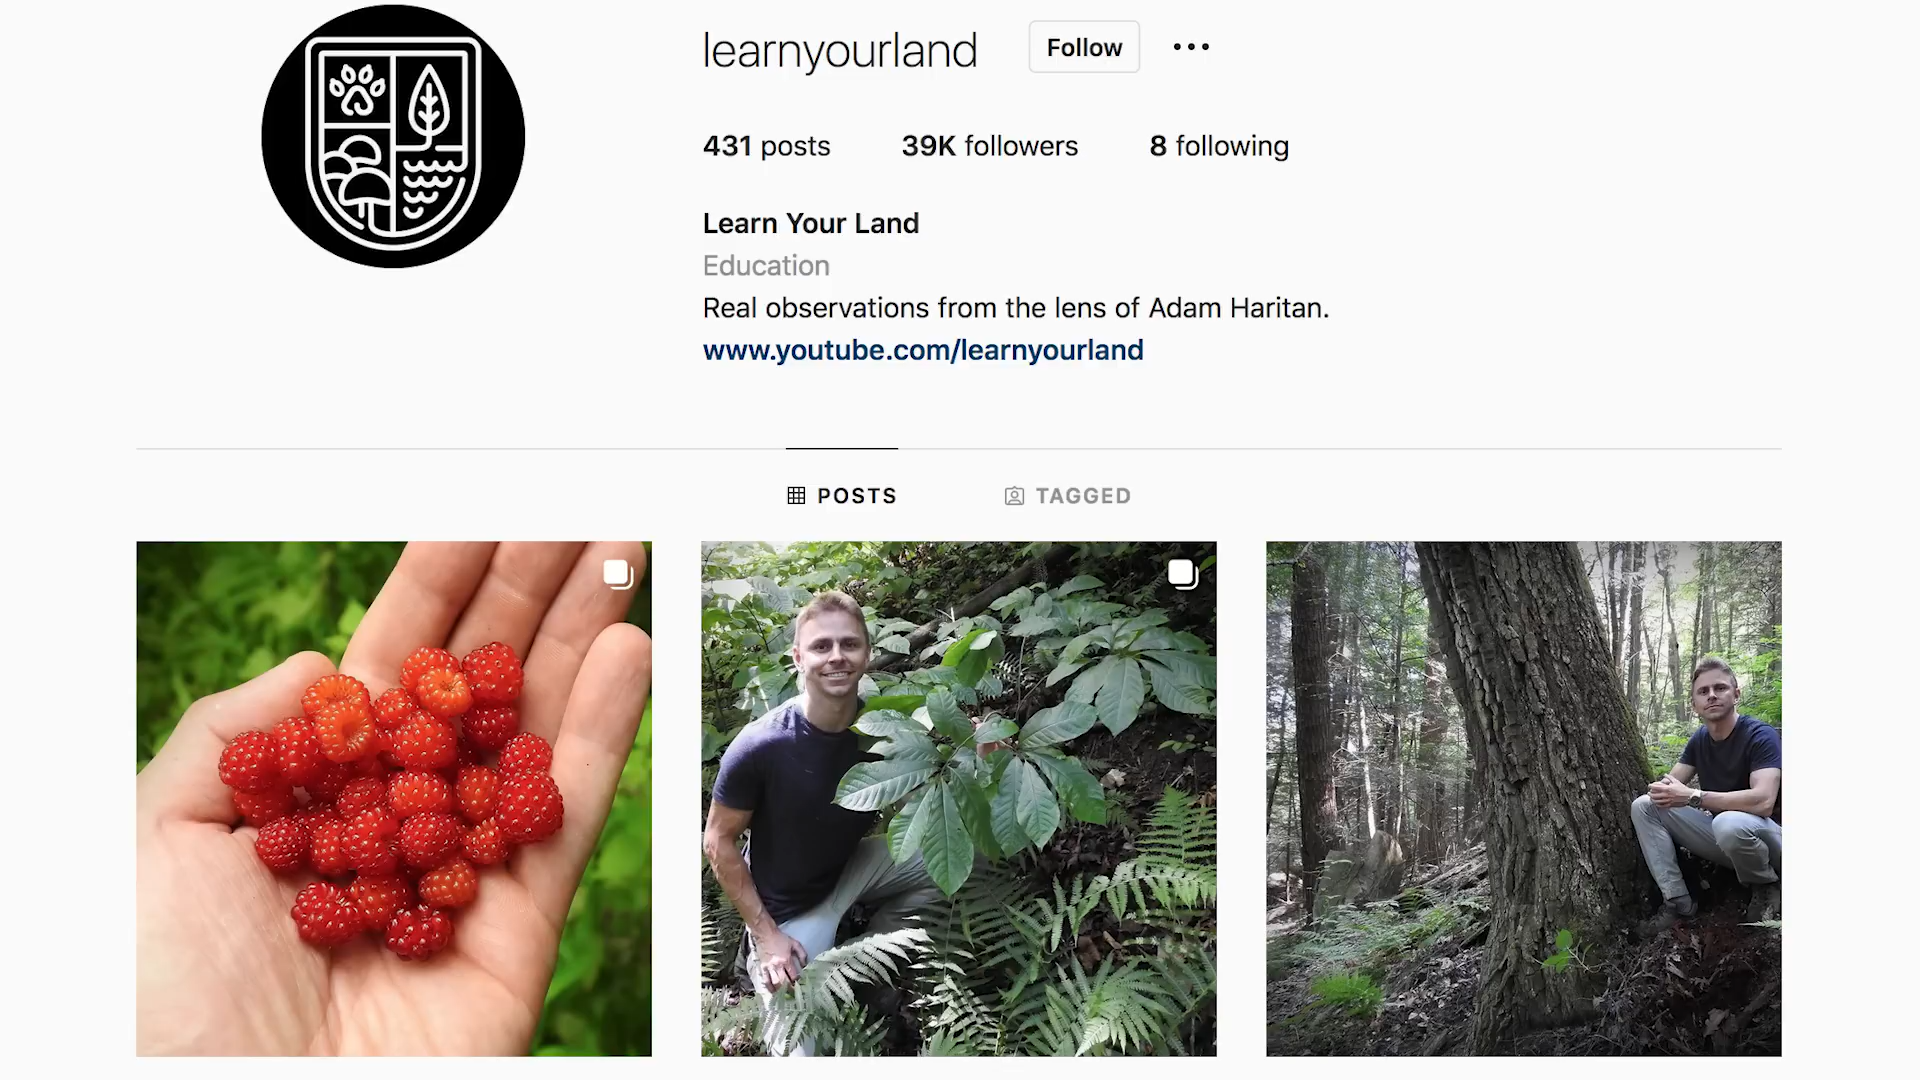 learnyourland Follow
431 posts 39K followers 8 following
Learn Your Land
Education
Real observations from the lens of Adam Haritan.
www.youtube.com/learnyourland
POSTS TAGGED